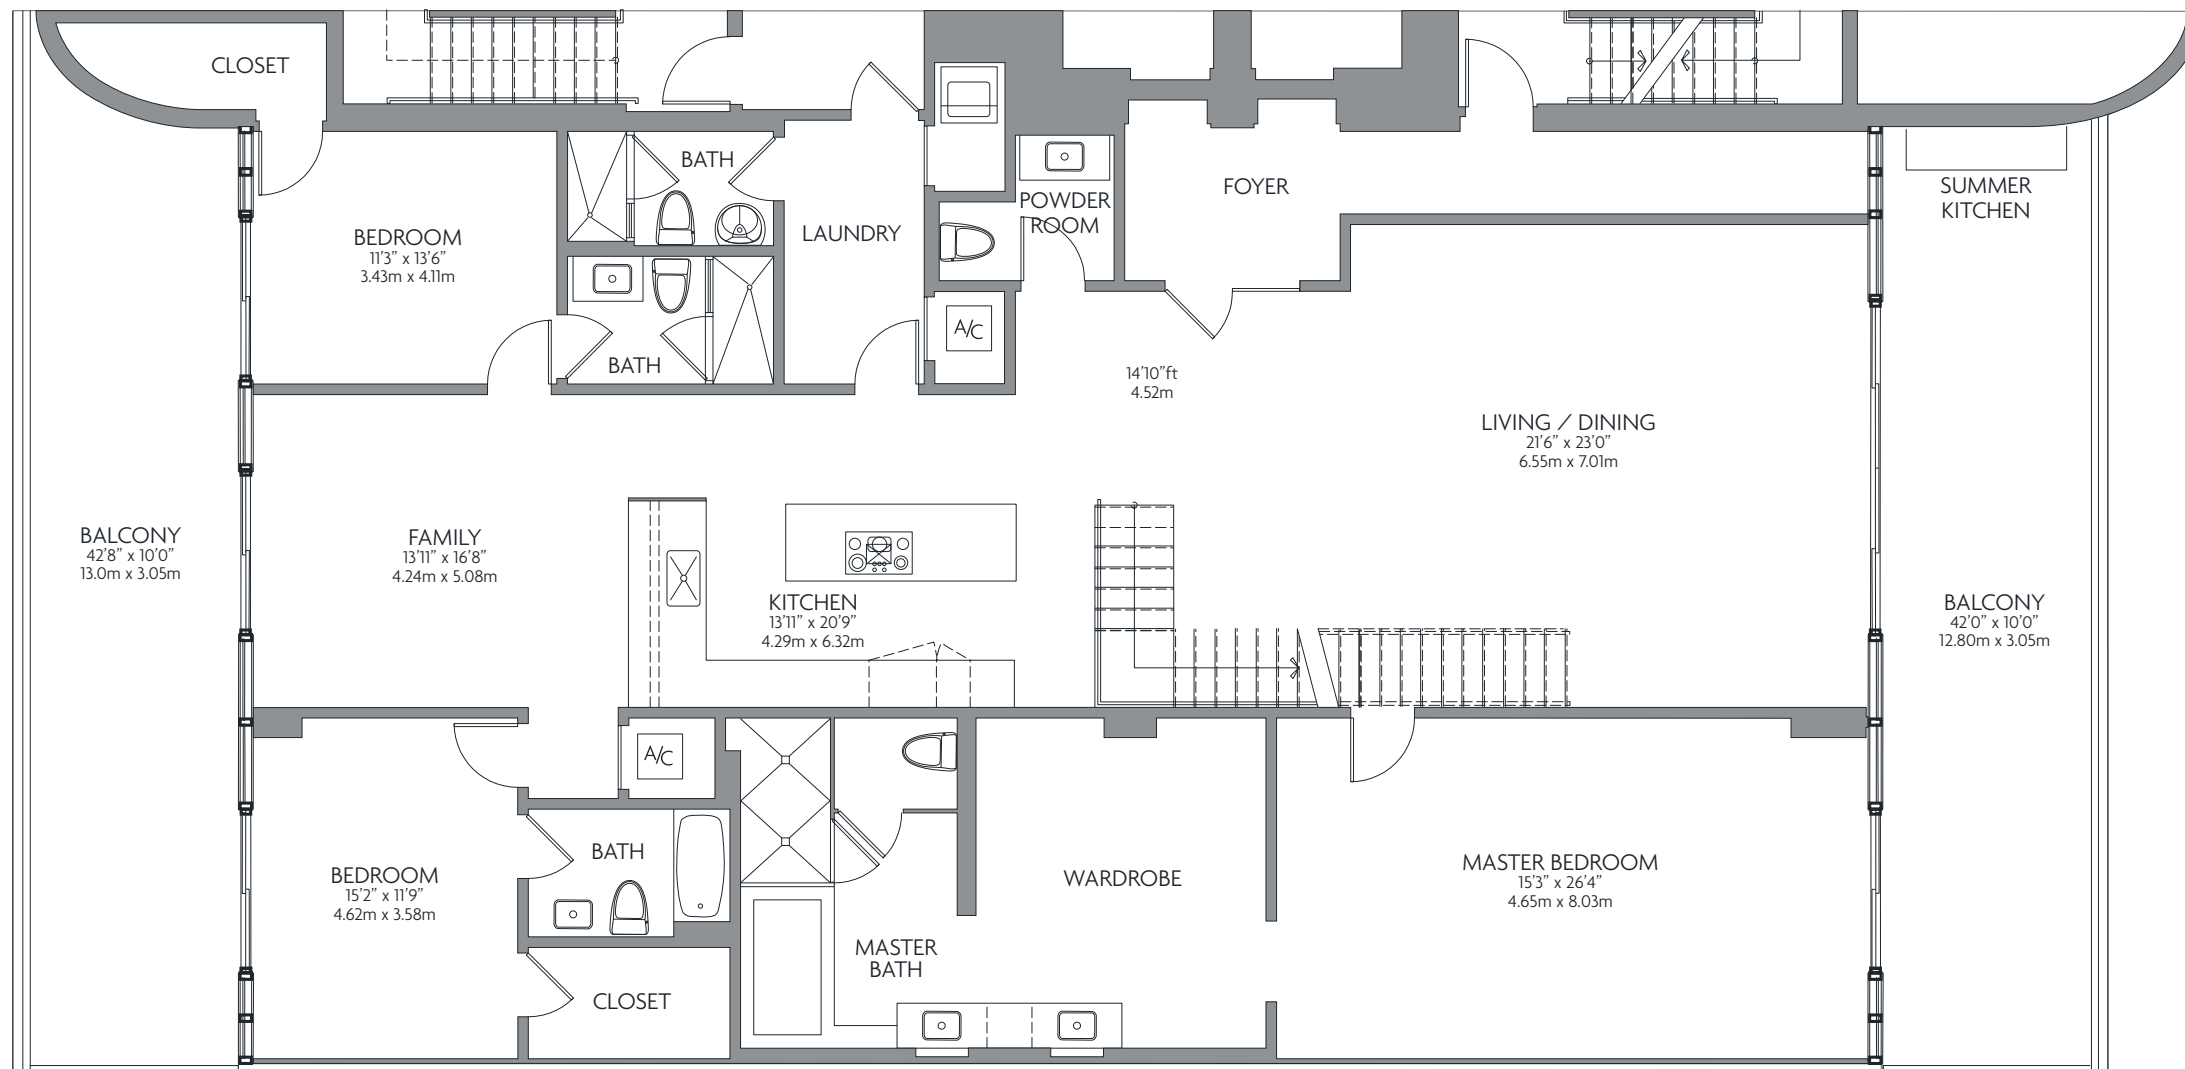 CLOSET
BATH
SUMMER
KITCHEN
FOYER
POWDER
ROOM
LAUNDRY
BEDROOM
11'3” x 13'6”
3.43m x 4.11m
A/C
BATH
14'10”ft
4.52m
LIVING / DINING
21'6” x 23'0”
6.55m x 7.01m
BALCONY
42'8” x 10'0”
13.0m x 3.05m
FAMILY
13'11” x 16'8”
4.24m x 5.08m
KITCHEN
13'11” x 20'9”
4.29m x 6.32m
BALCONY
42'0” x 10'0”
12.80m x 3.05m
A/C
BATH
BEDROOM
15'2” x 11'9”
4.62m x 3.58m
WARDROBE
MASTER BEDROOM
15'3” x 26'4”
4.65m x 8.03m
MASTER
BATH
CLOSET